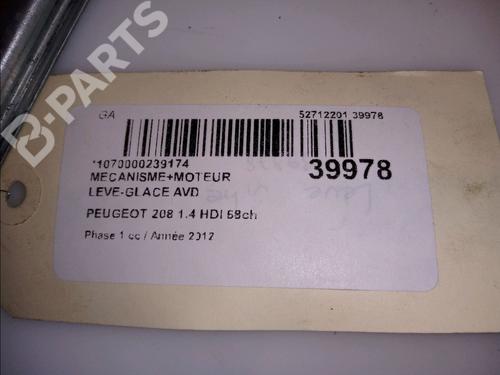 GA 52712201 39978
*1070000239174
39978
MECANISME+MOTEUR
LEVE-GLACE AVD
PEUGEOT 208 1.4 HDI 68ch
Phase 1 cc / Année 2012
B-PARTS